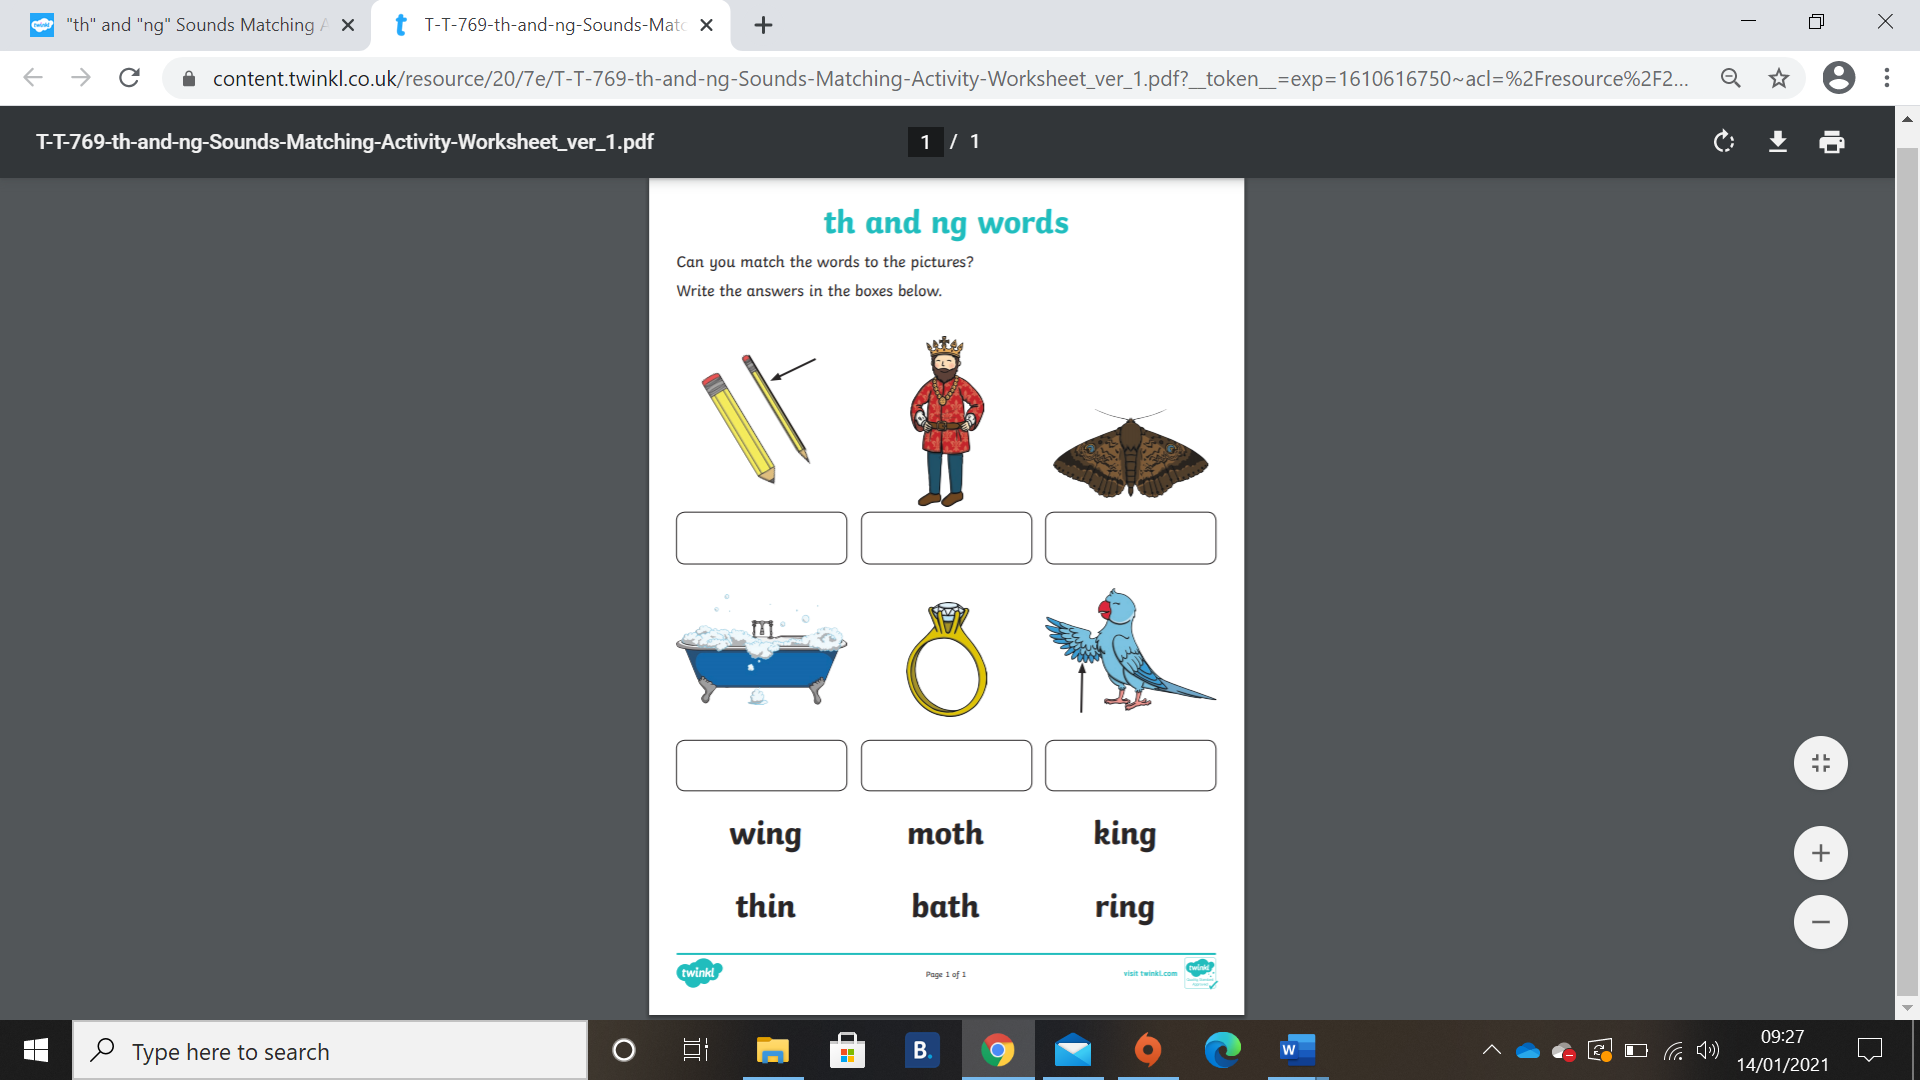 "th" and "ng" Sounds Matching A
T-T-769-th-and-ng-Sounds-Matc
content.twinkl.co.uk/resource/20/7e/T-T-769-th-and-ng-Sounds-Matching-Activity-Worksheet_ver_1.pdf?__token__=exp=1610616750~acl=%2Fresource%2F2...
T-T-769-th-and-ng-Sounds-Matching-Activity-Worksheet_ver_1.pdf
1 / 1
th and ng words
Can you match the words to the pictures?
Write the answers in the boxes below.
wing moth king
thin bath ring
twinkl
Page 1 of 1
visit twinkl.com
twinkl
Type here to search
B.
W
09:27
14/01/2021